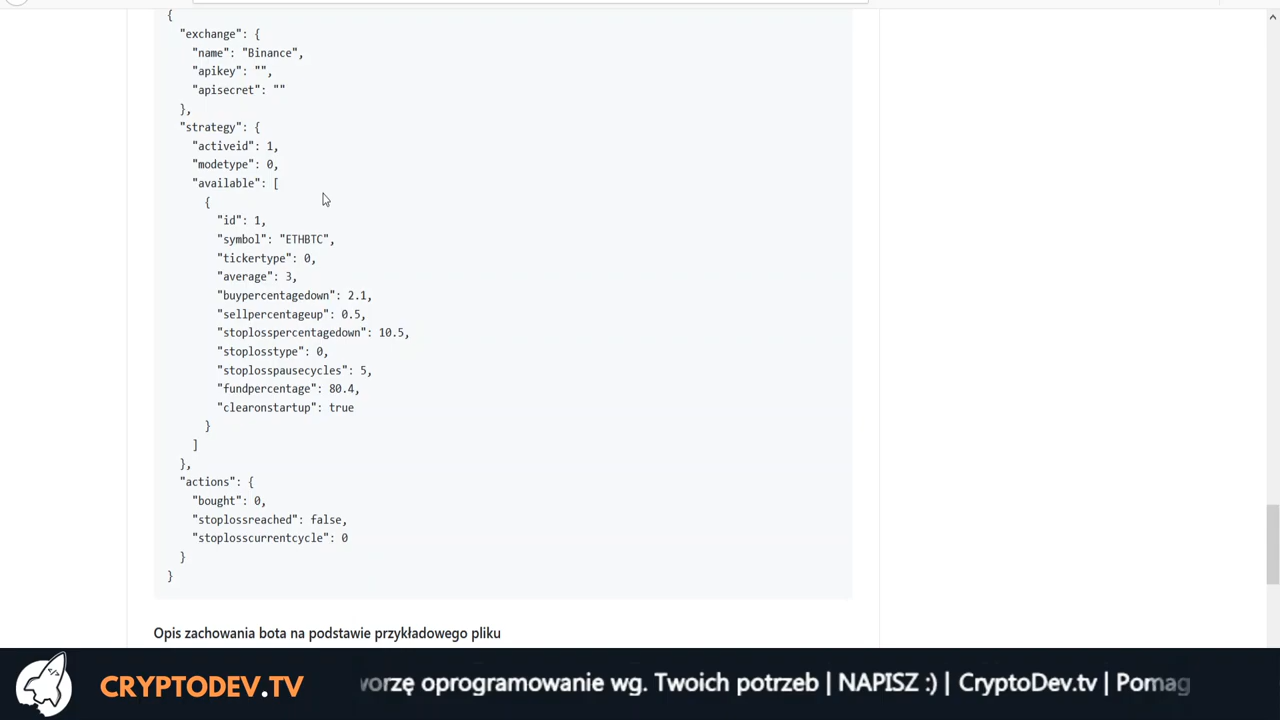 {
"exchange": {
"name": "Binance",
"apikey": "",
"apisecret": ""
},
"strategy": {
"activeid": 1,
"modetype": 0,
"available": [
{
"id": 1,
"symbol": "ETHBTC",
"tickertype": 0,
"average": 3,
"buypercentagedown": 2.1,
"sellpercentageup": 0.5,
"stoplosspercentagedown": 10.5,
"stoplosstype": 0,
"stoplosspausecycles": 5,
"fundpercentage": 80.4,
"clearonstartup": true
}
]
},
"actions": {
"bought": 0,
"stoplossreached": false,
"stoplosscurrentcycle": 0
}
}
Opis zachowania bota na podstawie przykładowego pliku
CRYPTODEV.TV
worzę oprogramowanie wg. Twoich potrzeb | NAPISZ :) | CryptoDev.tv | Pomag